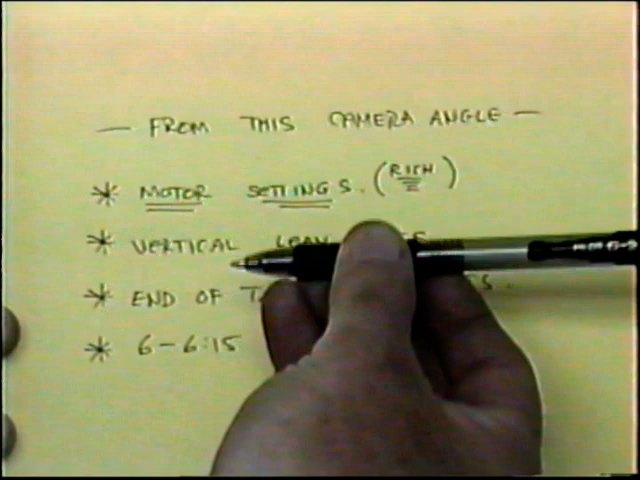 — FROM THIS CAMERA ANGLE —
* MOTOR SETTINGS. (RICH)
* VERTICAL
* END OF
* 6-6:15